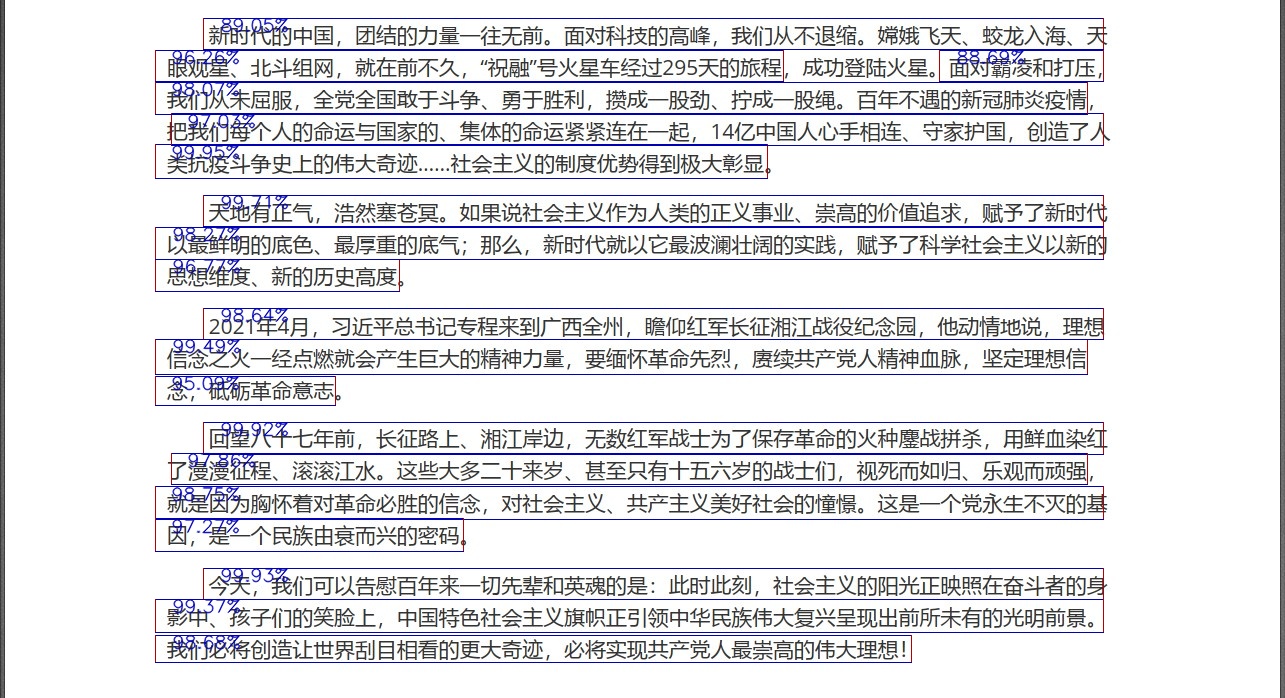 新时代的中国，团结的力量一往无前。面对科技的高峰，我们从不退缩。嫦娥飞天、蛟龙入海、天
眼观星、北斗组网，就在前不久，“祝融”号火星车经过295天的旅程，成功登陆火星。面对霸凌和打压，
我们从未屈服，全党全国敢于斗争、勇于胜利，攒成一股劲、拧成一股绳。百年不遇的新冠肺炎疫情，
把我们每个人的命运与国家的、集体的命运紧紧连在一起，14亿中国人心手相连、守家护国，创造了人
类抗疫斗争史上的伟大奇迹……社会主义的制度优势得到极大彰显。
天地有正气，浩然塞苍冥。如果说社会主义作为人类的正义事业、崇高的价值追求，赋予了新时代
以最鲜明的底色、最厚重的底气；那么，新时代就以它最波澜壮阔的实践，赋予了科学社会主义以新的
思想维度、新的历史高度。
2021年4月，习近平总书记专程来到广西全州，瞻仰红军长征湘江战役纪念园，他动情地说，理想
信念之火一经点燃就会产生巨大的精神力量，要缅怀革命先烈，赓续共产党人精神血脉，坚定理想信
念，砥砺革命意志。
回望八十七年前，长征路上、湘江岸边，无数红军战士为了保存革命的火种鏖战拼杀，用鲜血染红
了漫漫征程、滚滚江水。这些大多二十来岁、甚至只有十五六岁的战士们，视死而如归、乐观而顽强，
就是因为胸怀着对革命必胜的信念，对社会主义、共产主义美好社会的憧憬。这是一个党永生不灭的基
因，是一个民族由衰而兴的密码。
今天，我们可以告慰百年来一切先辈和英魂的是：此时此刻，社会主义的阳光正映照在奋斗者的身
影中、孩子们的笑脸上，中国特色社会主义旗帜正引领中华民族伟大复兴呈现出前所未有的光明前景。
我们必将创造让世界刮目相看的更大奇迹，必将实现共产党人最崇高的伟大理想！
89.05%
96.26%
88.69%
98.07%
97.03%
99.95%
99.71%
98.27%
96.77%
98.64%
99.49%
95.09%
99.92%
97.86%
98.75%
97.27%
99.93%
99.37%
98.68%